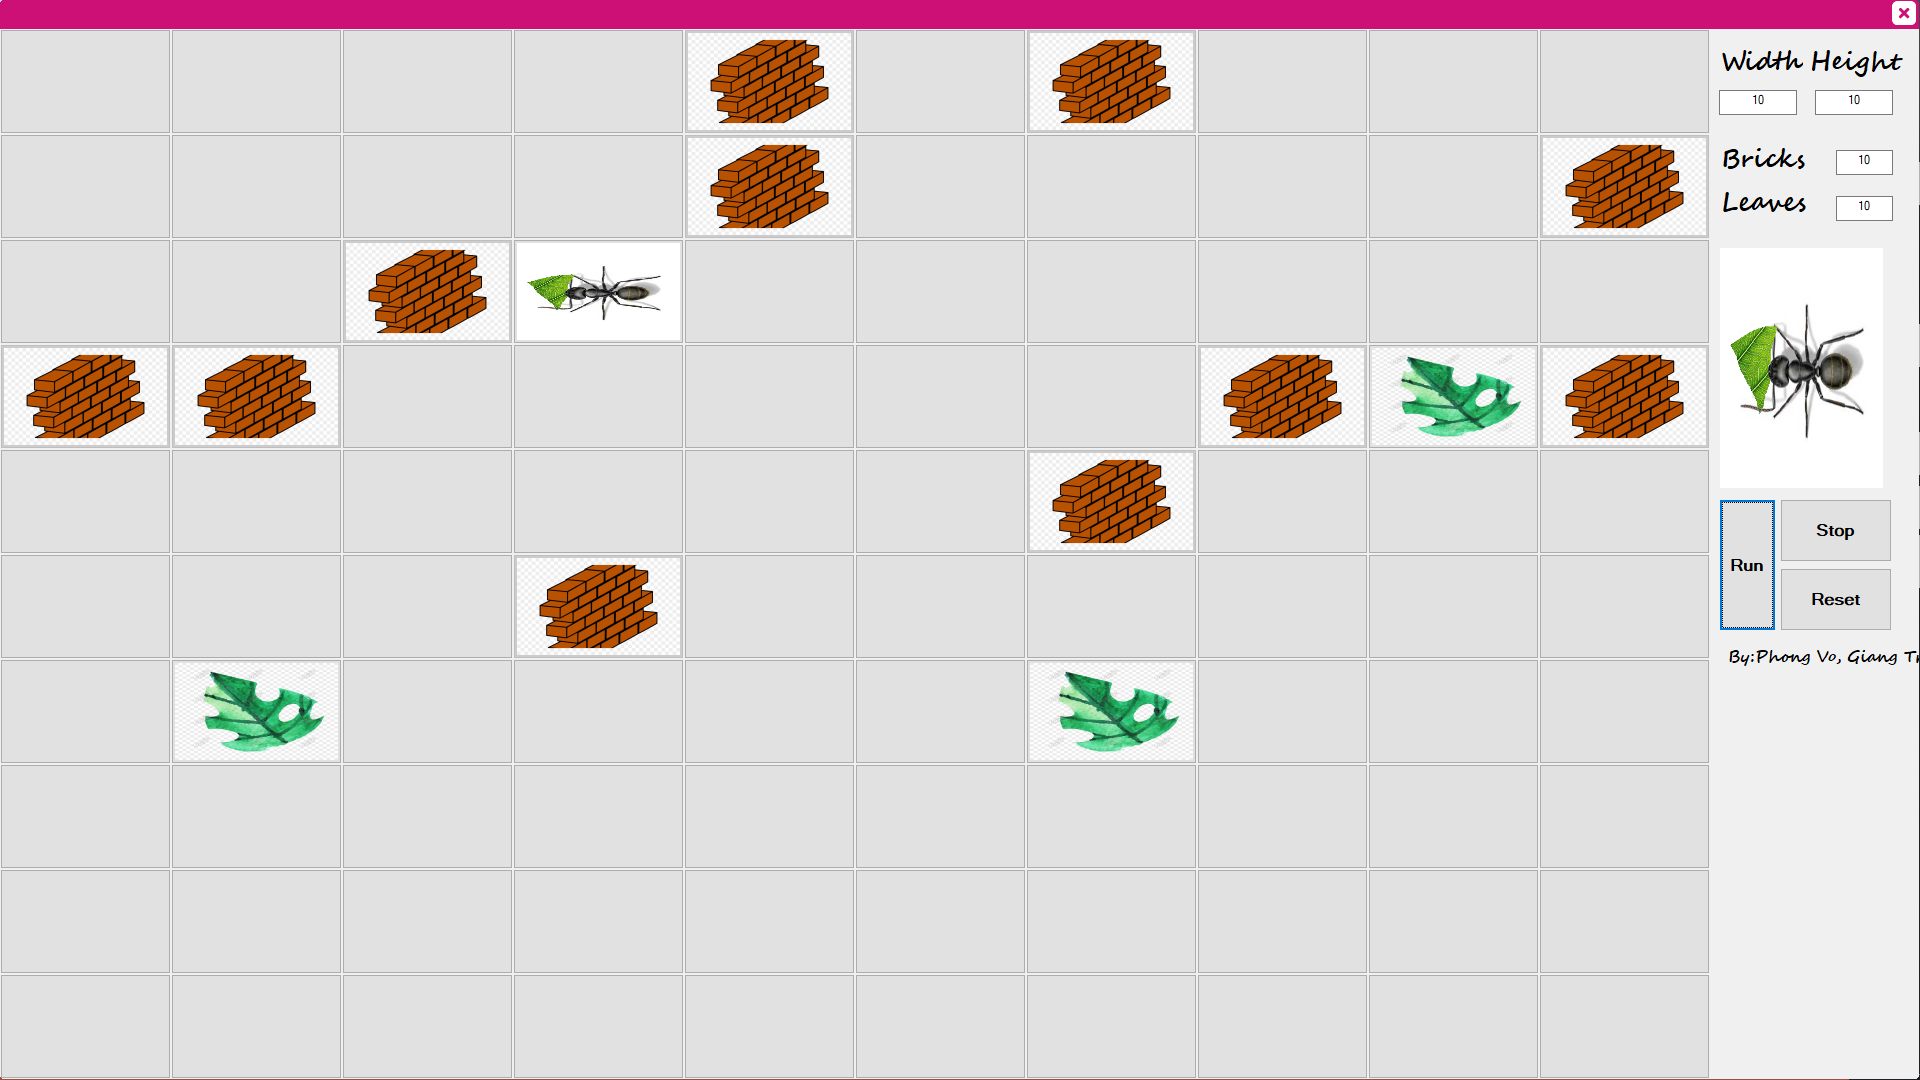 Width Height
10 10
Bricks 10
Leaves 10
Run
Stop
Reset
By:Phong Vo, Giang